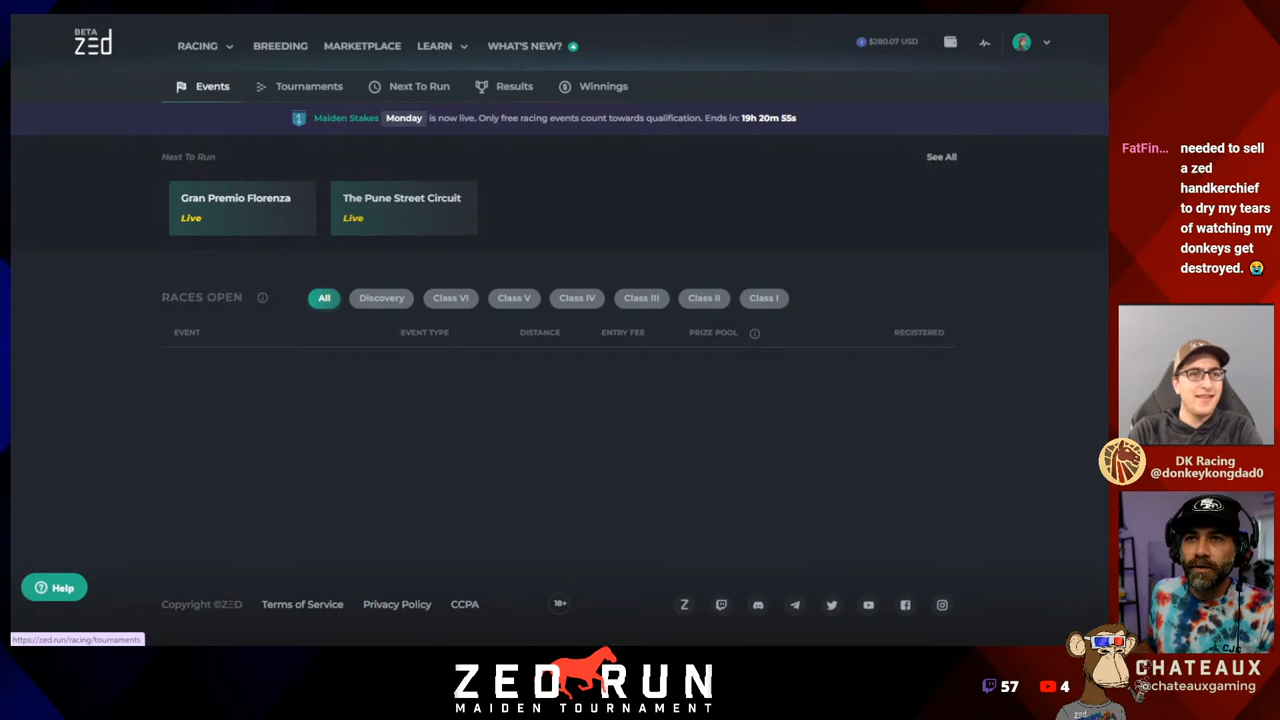 BETA
zed
RACING
BREEDING
MARKETPLACE
LEARN
WHAT'S NEW?
$280.07 USD
Events
Tournaments
Next To Run
Results
Winnings
Maiden Stakes Monday is now live. Only free racing events count towards qualification. Ends in: 19h 20m 55s
Next To Run
See All
Gran Premio Florenza
Live
The Pune Street Circuit
Live
RACES OPEN
All
Discovery
Class VI
Class V
Class IV
Class III
Class II
Class I
EVENT
EVENT TYPE
DISTANCE
ENTRY FEE
PRIZE POOL
REGISTERED
Help
Copyright ©ZED
Terms of Service
Privacy Policy
CCPA
18+
Z
https://zed.run/racing/tournaments
FatFin... needed to sell
a zed
handkerchief
to dry my tears
of watching my
donkeys get
destroyed. 😭
DK Racing
@donkeykongdad0
CJC
ZED RUN
MAIDEN TOURNAMENT
57
4
CHATEAUX
@chateauxgaming
zed